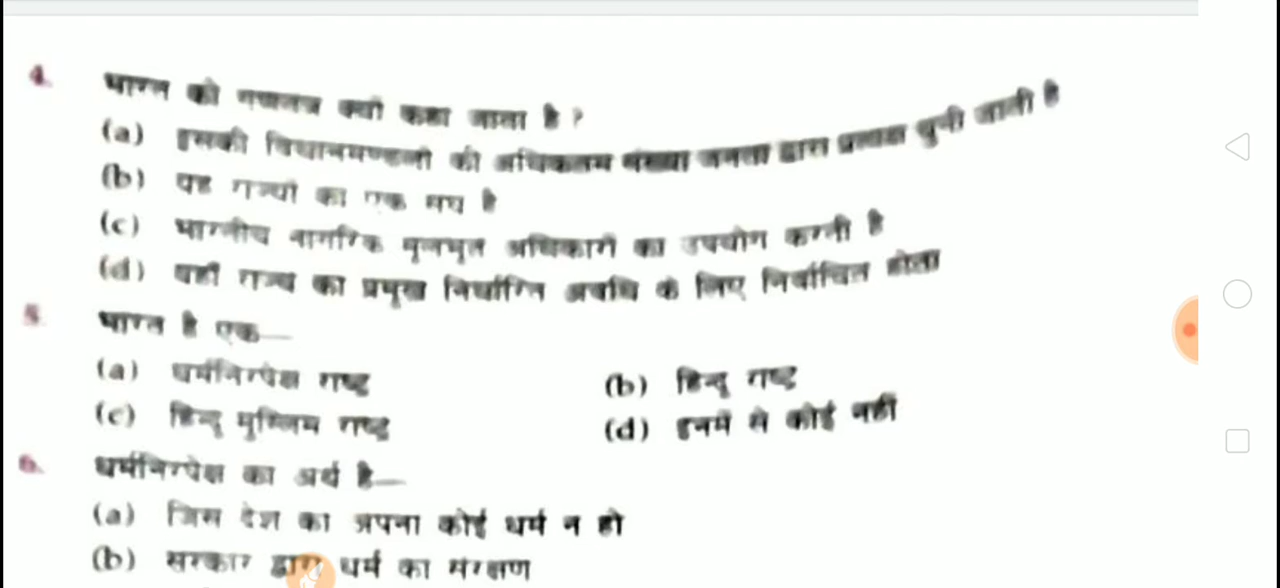 4. भारत को गणतन्त्र क्यों कहा जाता है ?
(a) इसकी विधानमण्डलों की अधिकतम संख्या जनता द्वारा प्रत्यक्ष चुनी जाती है
(b) यह राज्यों का एक संघ है
(c) भारतीय नागरिक मूलभूत अधिकारों का उपयोग करती है
(d) यहाँ राज्य का प्रमुख निर्धारित अवधि के लिए निर्वाचित होता
5. भारत है एक—
(a) धर्मनिरपेक्ष राष्ट्र (b) हिन्दू राष्ट्र
(c) हिन्दू मुस्लिम राष्ट्र (d) इनमें से कोई नहीं
6. धर्मनिरपेक्ष का अर्थ है—
(a) जिस देश का अपना कोई धर्म न हो
(b) सरकार द्वारा धर्म का संरक्षण